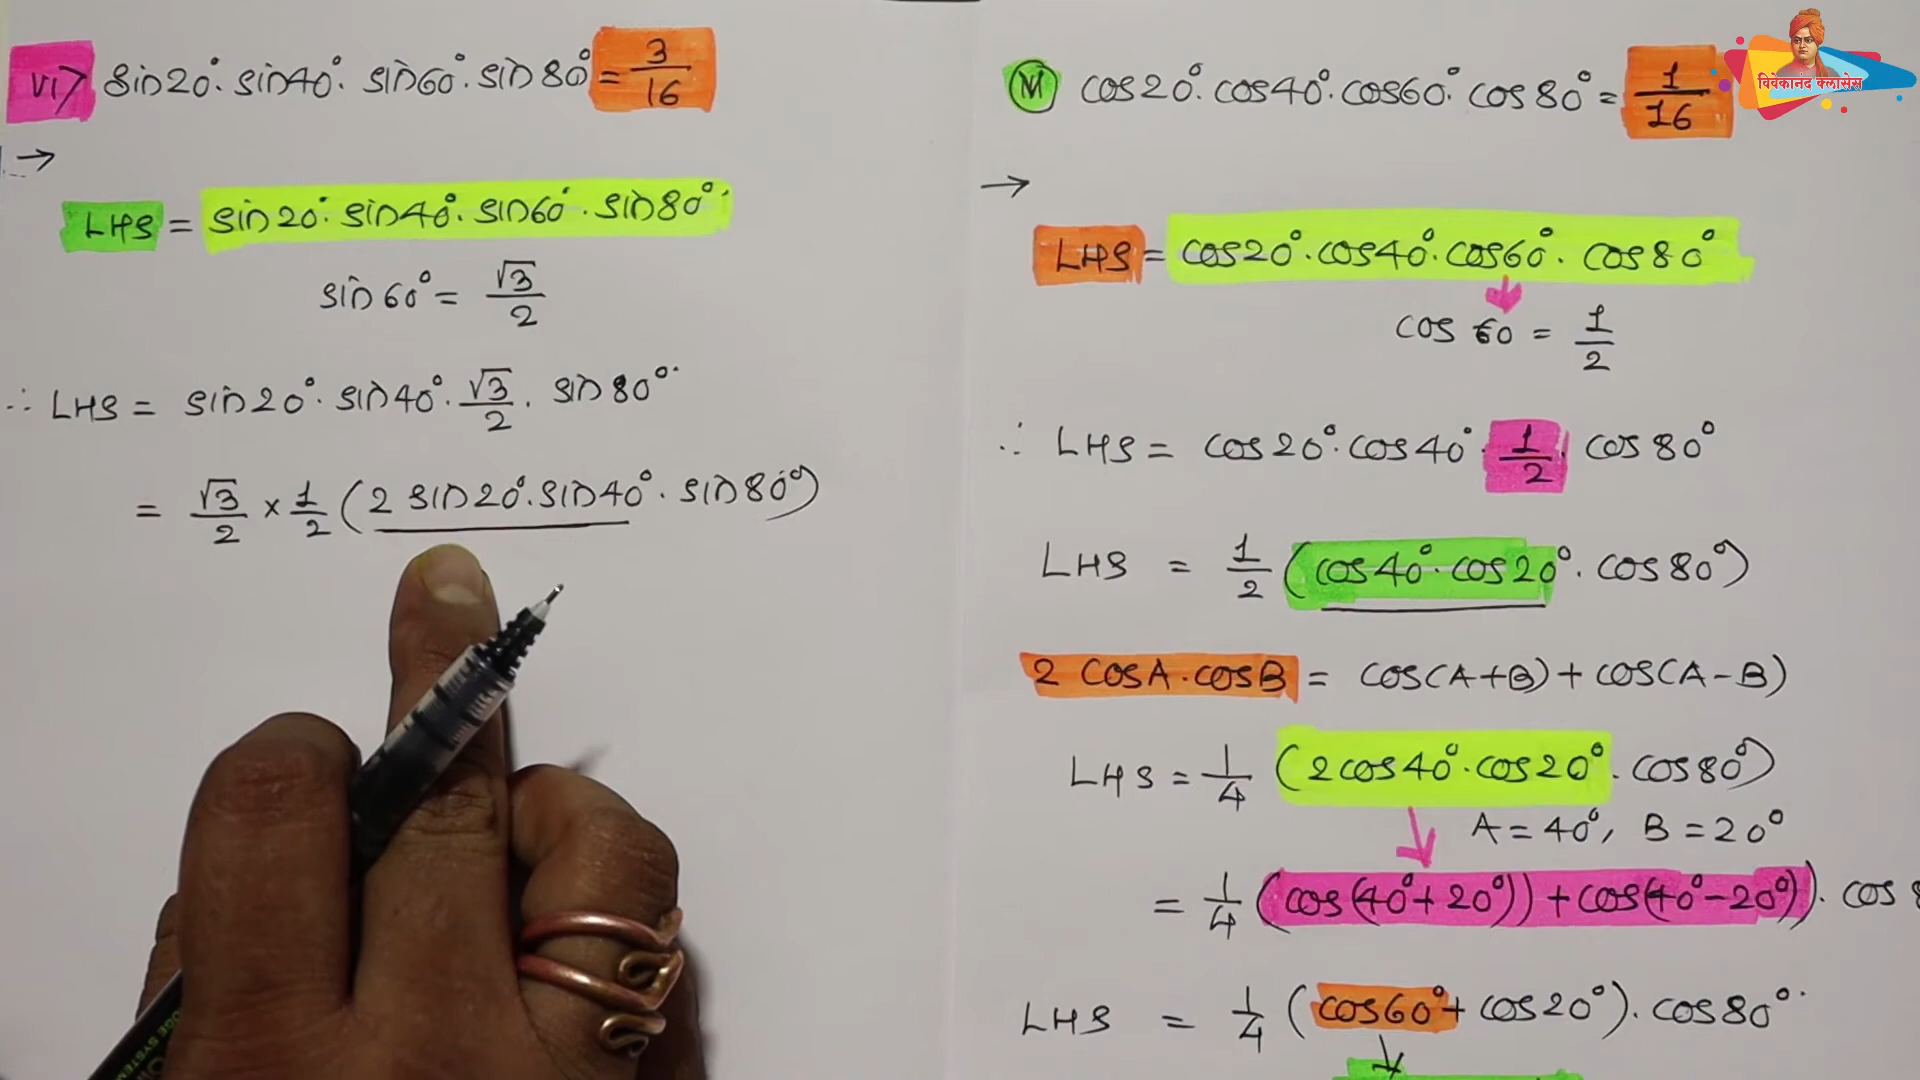 vi) sin20°. sin40°. sin60°. sin80° = 3/16
→
LHS = sin20°. sin40°. sin60°. sin80°
sin60° = √3/2
∴ LHS = sin20°. sin40°. √3/2. sin80°
= √3/2 × 1/2 (2 sin20°. sin40°. sin80°)
cos20°. cos40°. cos60°. cos80° = 1/16
→
LHS = cos20°. cos40°. cos60°. cos80°
cos 60 = 1/2
∴ LHS = cos20°. cos40°. 1/2. cos80°
LHS = 1/2 (cos40°. cos20°. cos80°)
2 cosA. cosB = cos(A+B) + cos(A-B)
LHS = 1/4 (2cos40°. cos20°. cos80°)
A = 40°, B = 20°
= 1/4 (cos(40°+20°)) + cos(40°-20°)). cos
LHS = 1/4 (cos60° + cos20°). cos80°
विवेकानंद क्लासेस